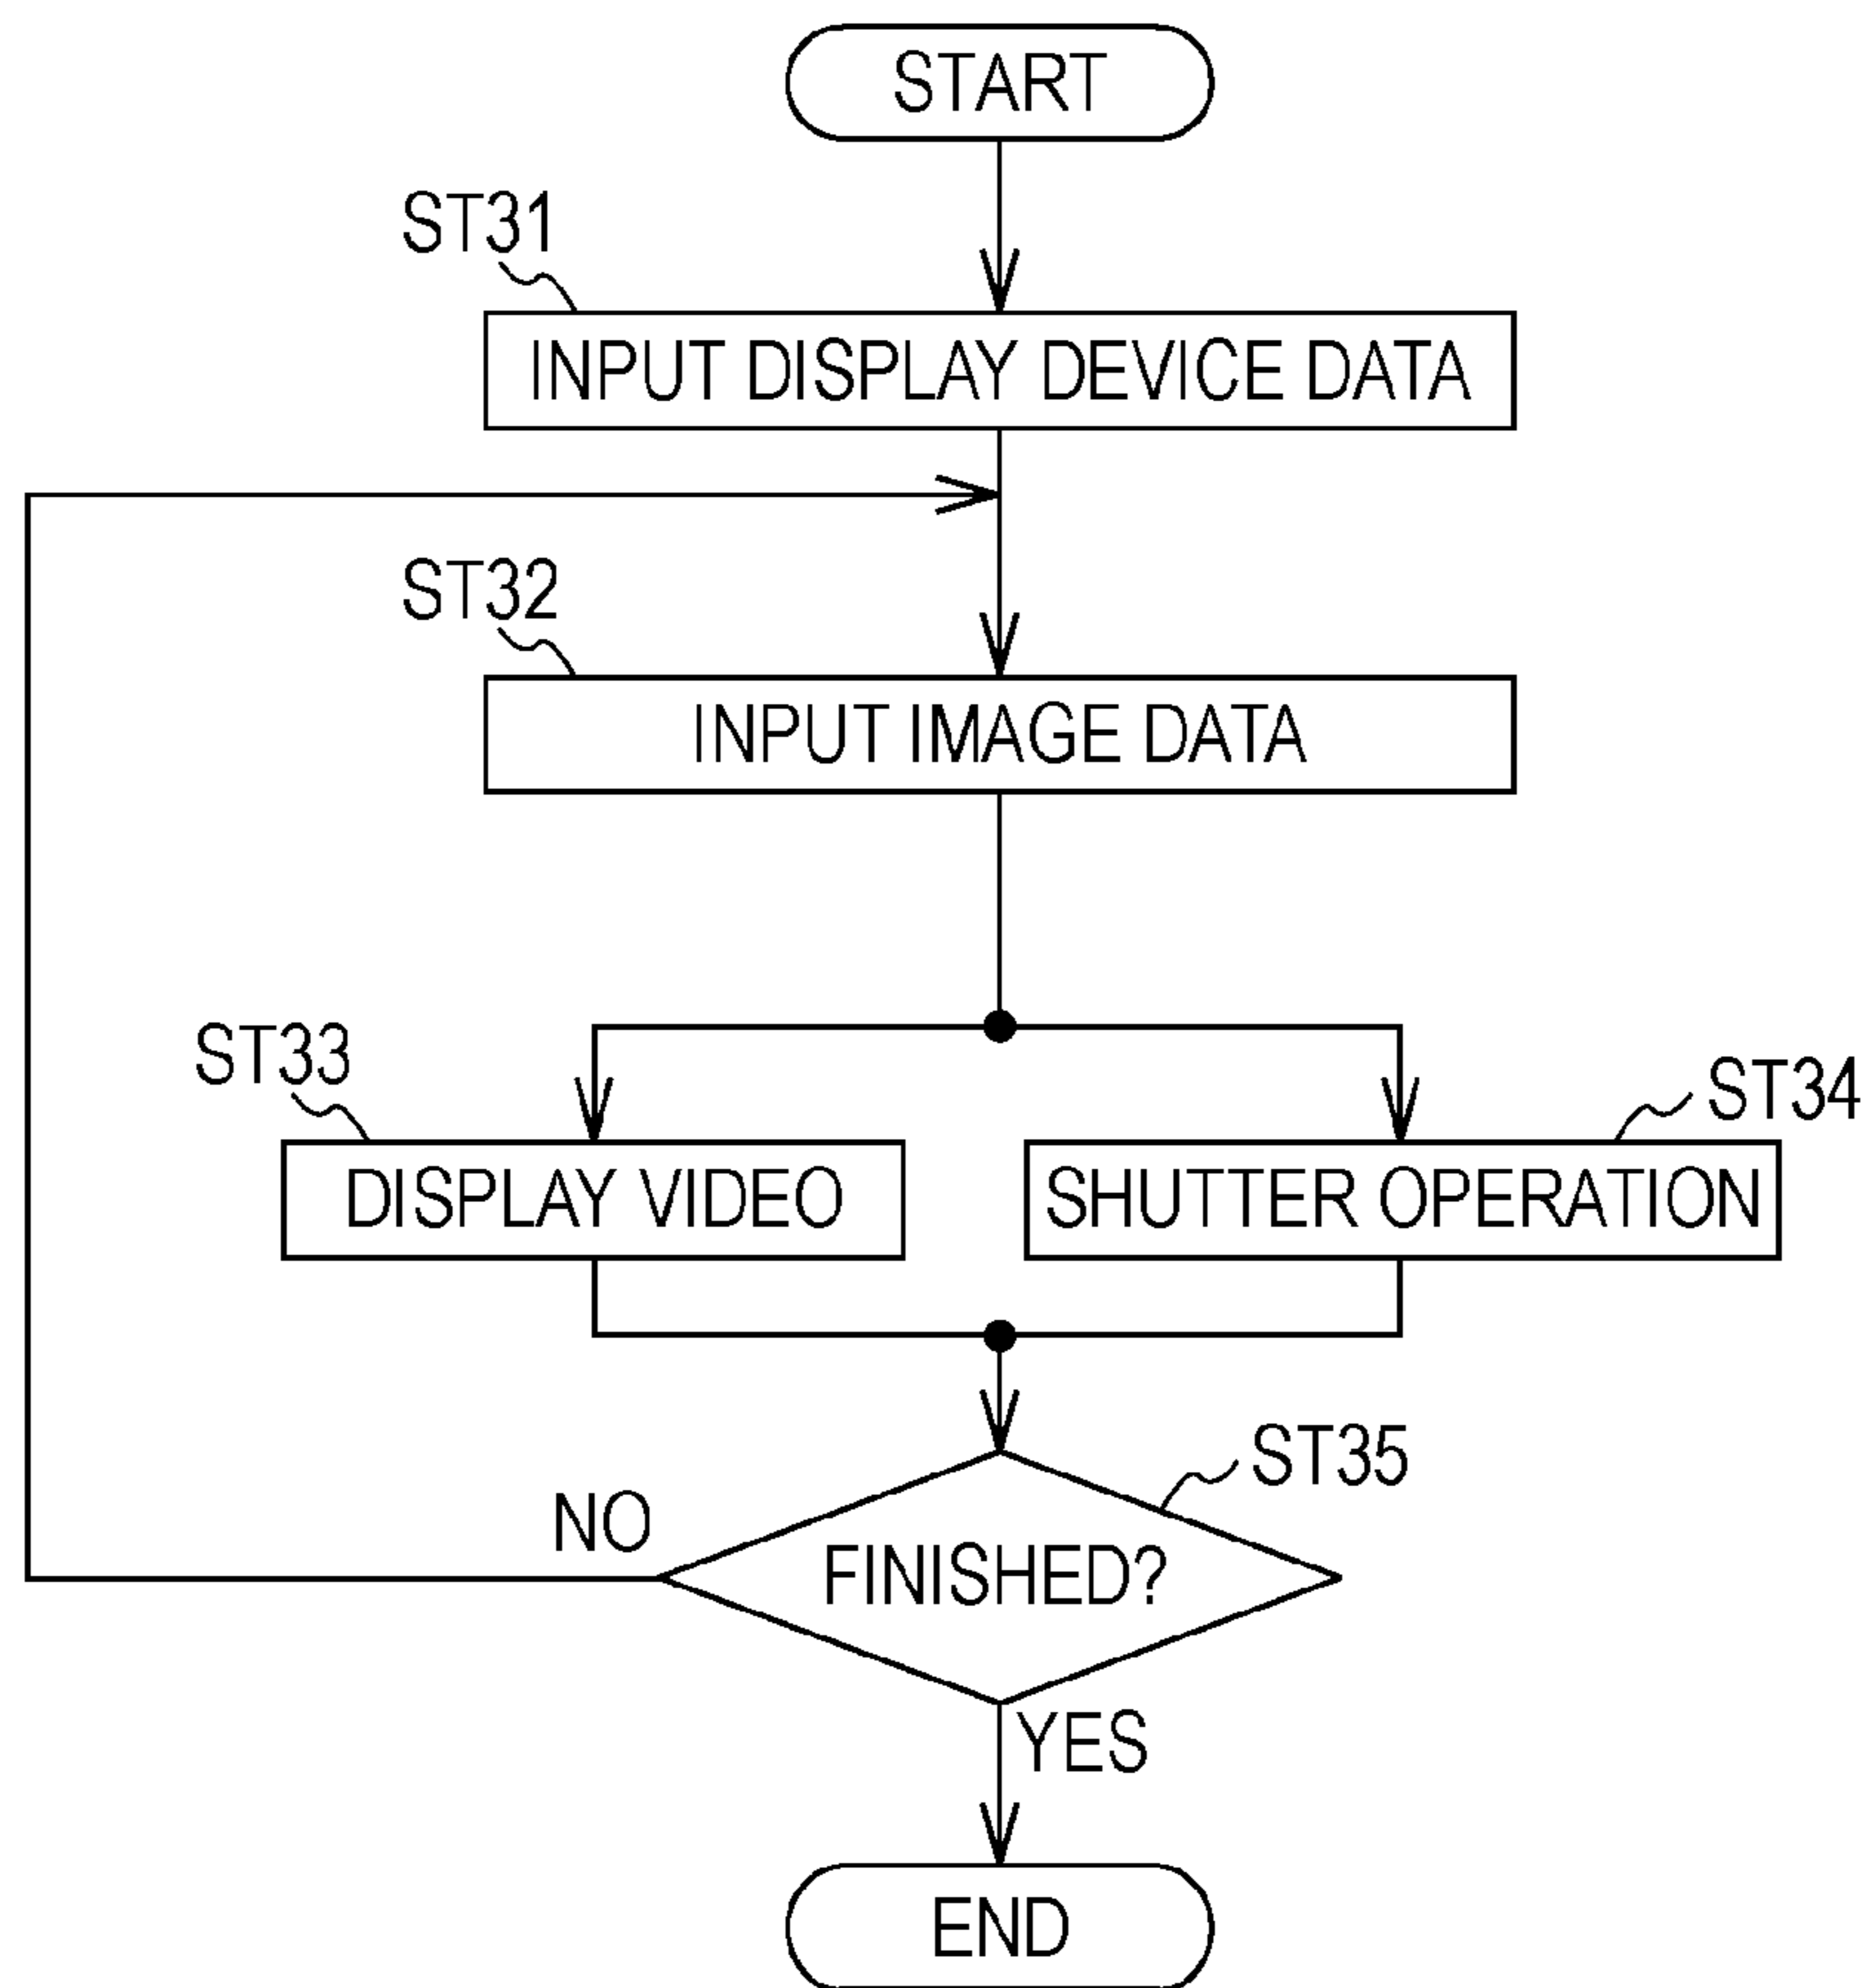 START
ST31
INPUT DISPLAY DEVICE DATA
ST32
INPUT IMAGE DATA
ST33
ST34
DISPLAY VIDEO
SHUTTER OPERATION
ST35
NO
FINISHED?
YES
END